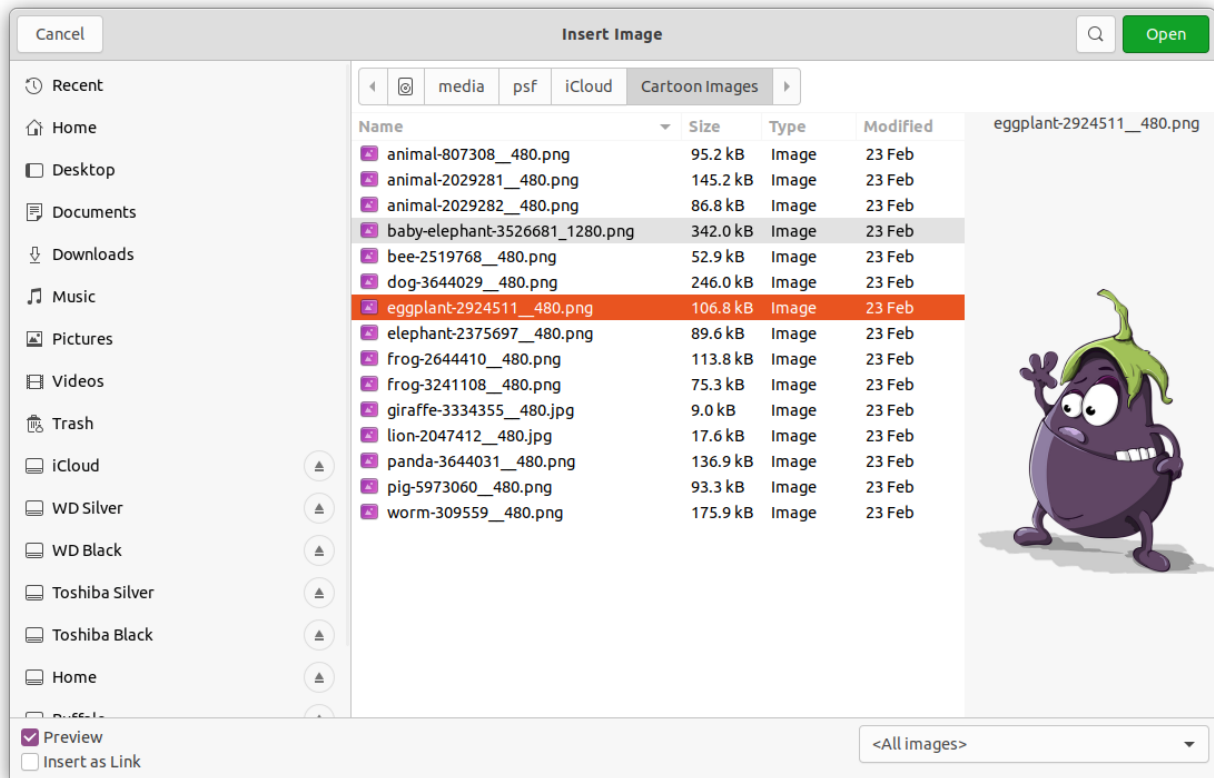 Cancel
Insert Image
Open
Recent
Home
Desktop
Documents
Downloads
Music
Pictures
Videos
Trash
iCloud
WD Silver
WD Black
Toshiba Silver
Toshiba Black
Home
media psf iCloud Cartoon Images
Name Size Type Modified
animal-807308__480.png 95.2 kB Image 23 Feb
animal-2029281__480.png 145.2 kB Image 23 Feb
animal-2029282__480.png 86.8 kB Image 23 Feb
baby-elephant-3526681_1280.png 342.0 kB Image 23 Feb
bee-2519768__480.png 52.9 kB Image 23 Feb
dog-3644029__480.png 246.0 kB Image 23 Feb
eggplant-2924511__480.png 106.8 kB Image 23 Feb
elephant-2375697__480.png 89.6 kB Image 23 Feb
frog-2644410__480.png 113.8 kB Image 23 Feb
frog-3241108__480.png 75.3 kB Image 23 Feb
giraffe-3334355__480.jpg 9.0 kB Image 23 Feb
lion-2047412__480.jpg 17.6 kB Image 23 Feb
panda-3644031__480.png 136.9 kB Image 23 Feb
pig-5973060__480.png 93.3 kB Image 23 Feb
worm-309559__480.png 175.9 kB Image 23 Feb
eggplant-2924511__480.png
Preview
Insert as Link
<All images>